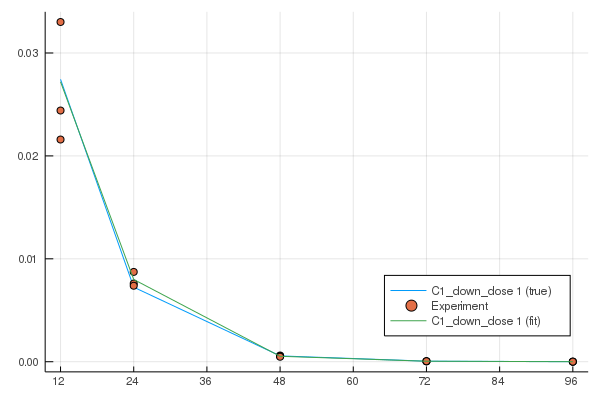 0.03
0.02
0.01
0.00
12 24 36 48 60 72 84 96
C1_down_dose 1 (true)
Experiment
C1_down_dose 1 (fit)